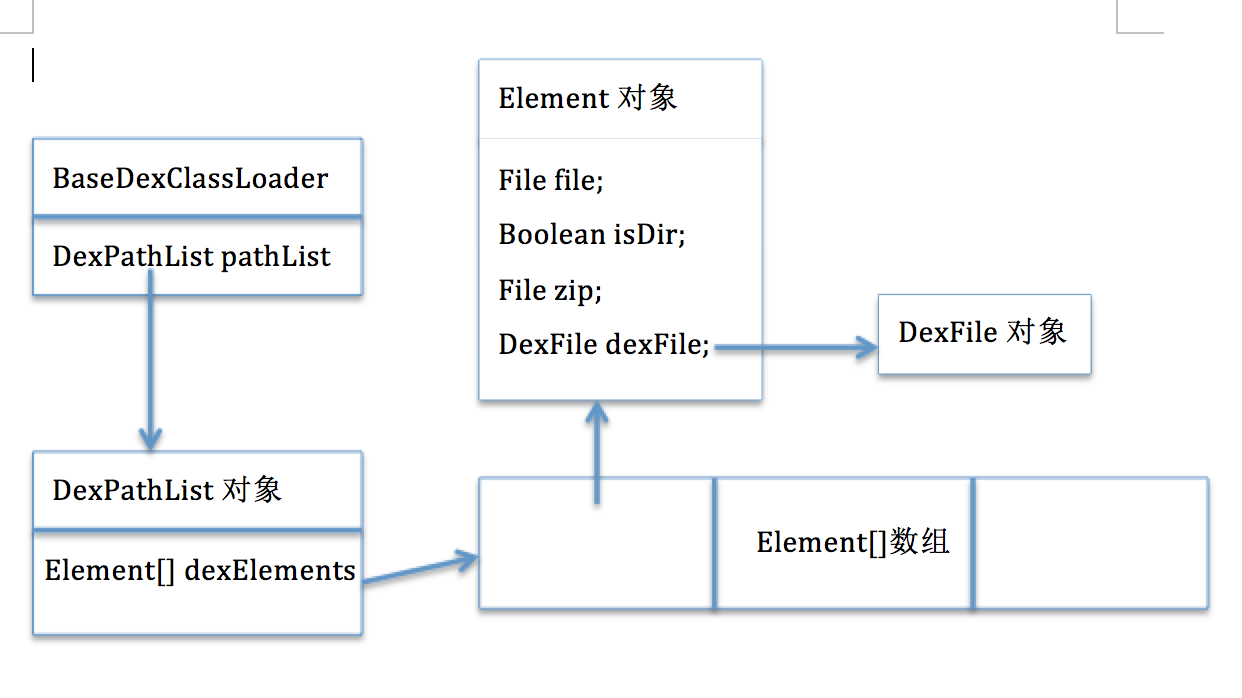 BaseDexClassLoader
DexPathList pathList
DexPathList 对象
Element[] dexElements
Element 对象
File file;
Boolean isDir;
File zip;
DexFile dexFile;
DexFile 对象
Element[]数组